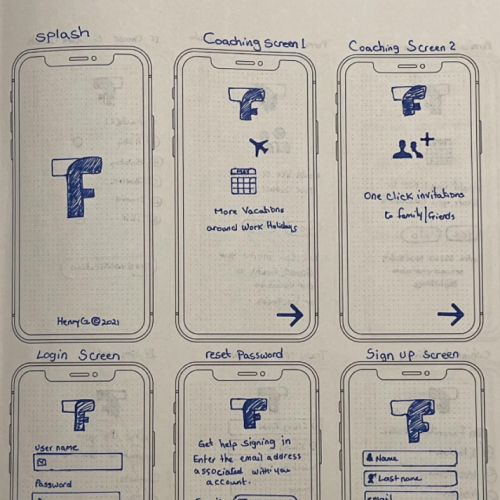 splash
Coaching Screen 1
Coaching Screen 2
More Vacations
around Work Holidays
One click invitations
to family/friends
HenryG ©2021
Login Screen
reset Password
Sign up Screen
User name
Password
Get help signing in
Enter the email address
associated with your
account.
Name
Last name
email